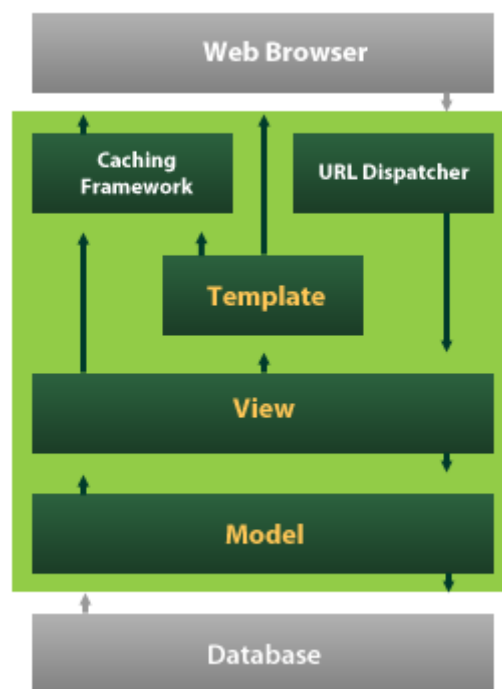 Web Browser
Caching
Framework
URL Dispatcher
Template
View
Model
Database